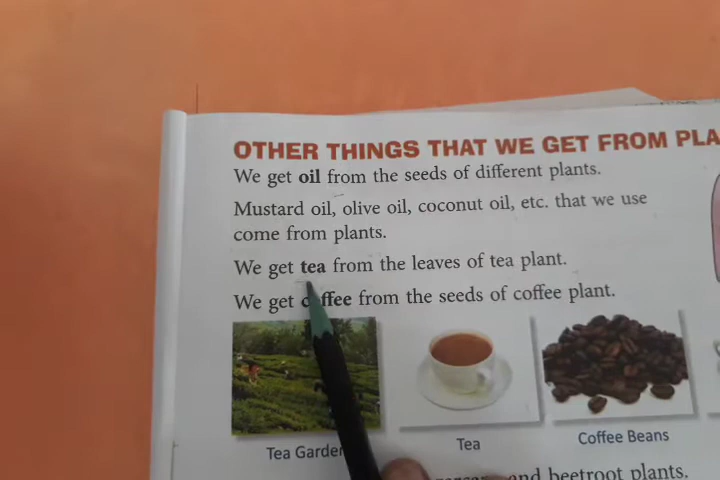 OTHER THINGS THAT WE GET FROM PLA
We get oil from the seeds of different plants.
Mustard oil, olive oil, coconut oil, etc. that we use
come from plants.
We get tea from the leaves of tea plant.
We get coffee from the seeds of coffee plant.
Tea Garden
Tea
Coffee Beans
and beetroot plants.